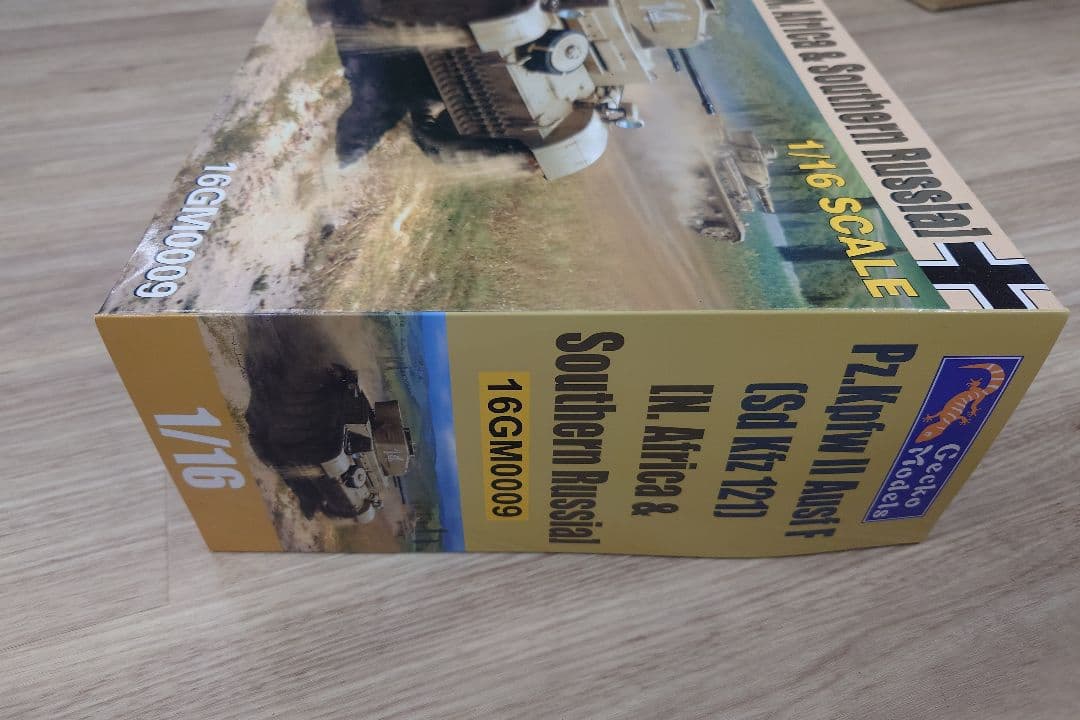 N. Africa & Southern Russia]
1/16 SCALE
16GM0009
Gecko
Models
PZ.Kpfw II Ausf F
(Sd Kfz 121)
[N. Africa &
Southern Russia]
16GM0009
14
1/16